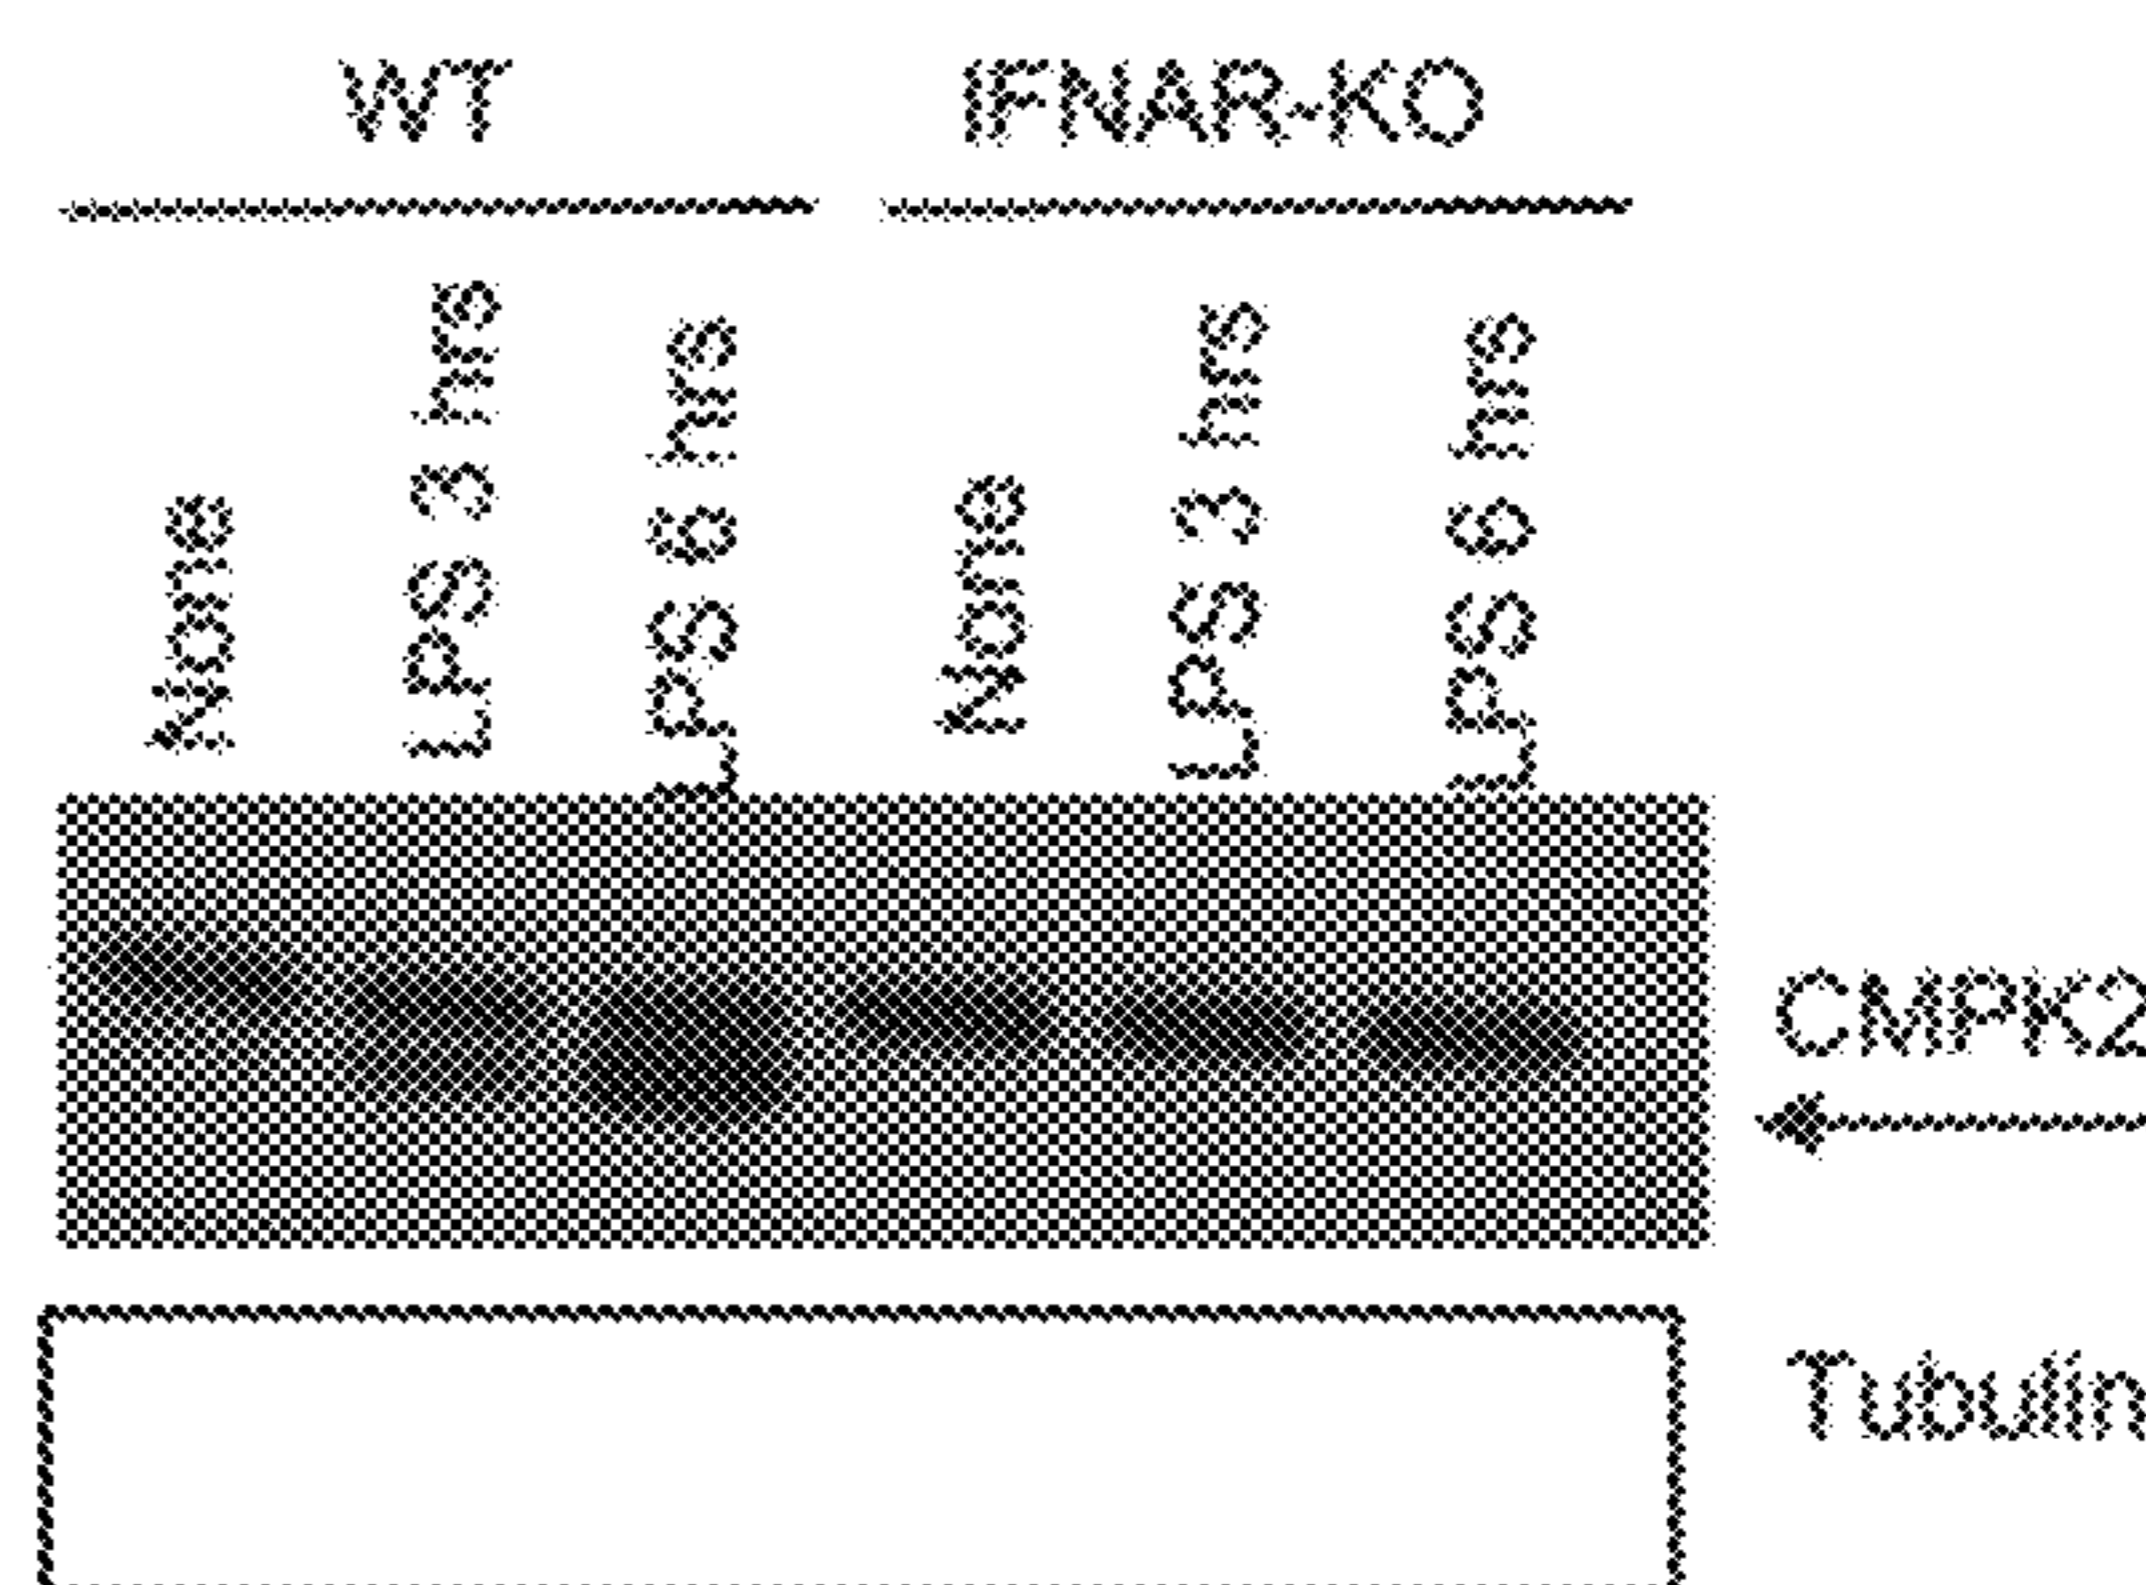 WT
IFNAR-KO
None
LPS 3 hrs
LPS 6 hrs
None
LPS 3 hrs
LPS 6 hrs
CMPK2
Tubulin